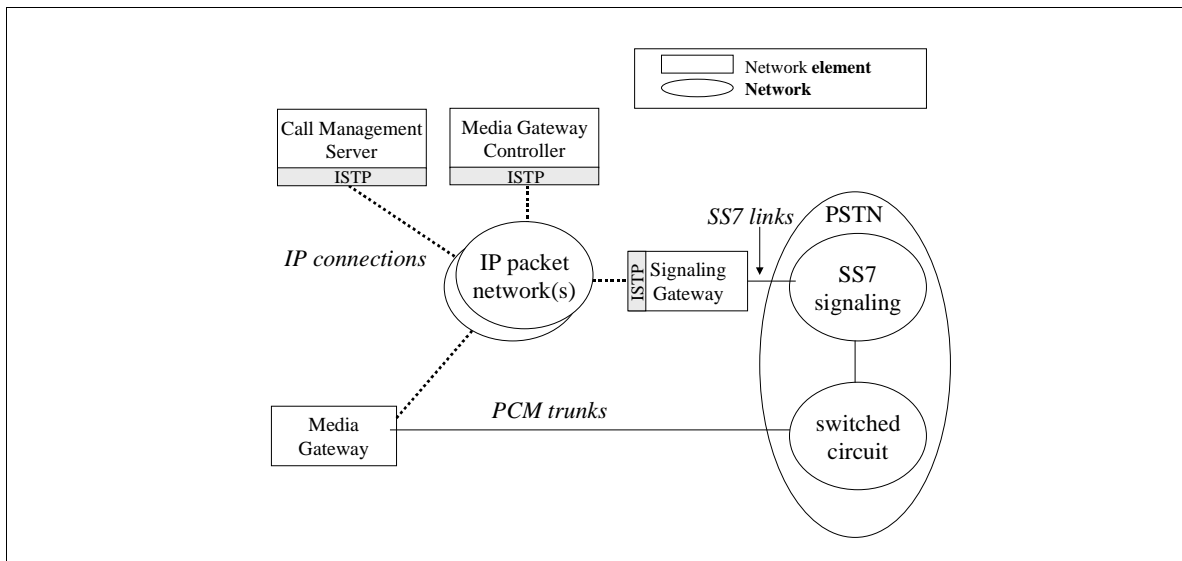 Network element
Network
Call Management
Server
ISTP
Media Gateway
Controller
ISTP
SS7 links
PSTN
IP connections
IP packet
network(s)
ISTP
Signaling
Gateway
SS7
signaling
PCM trunks
Media
Gateway
switched
circuit